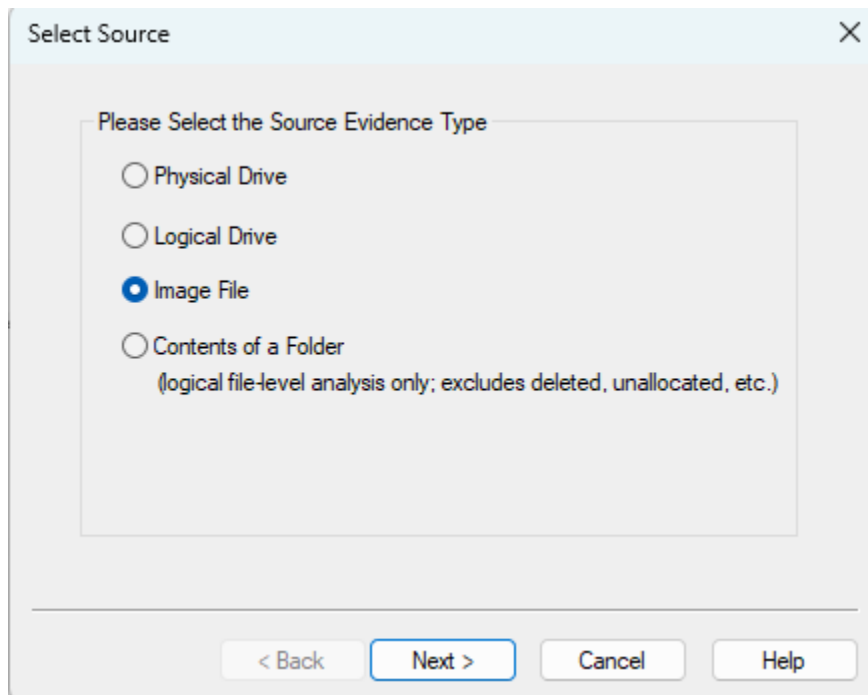 Select Source
Please Select the Source Evidence Type
Physical Drive
Logical Drive
Image File
Contents of a Folder
(logical file-level analysis only; excludes deleted, unallocated, etc.)
< Back
Next >
Cancel
Help